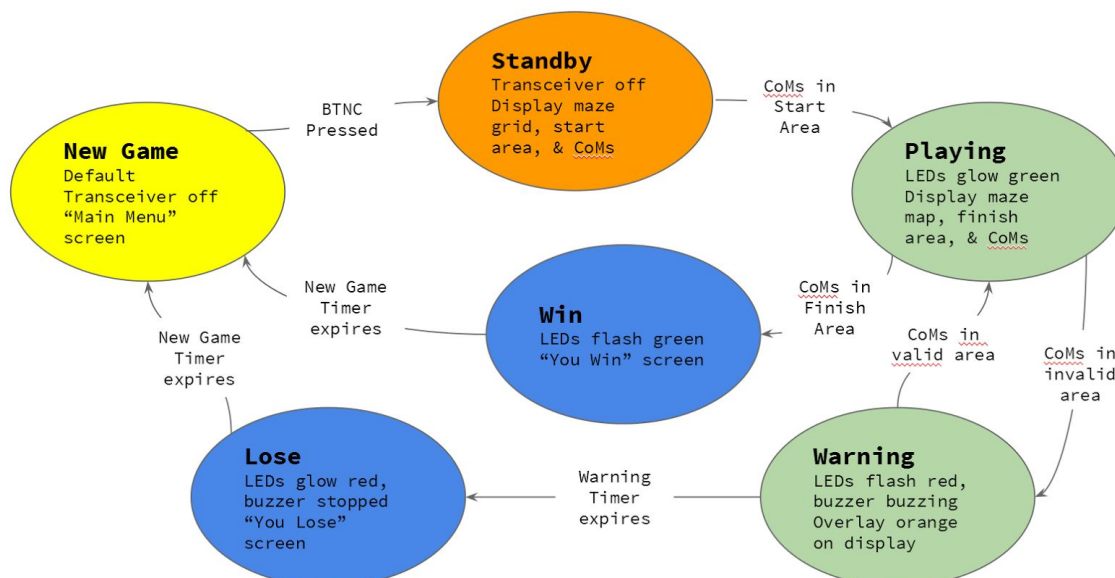 Standby
Transceiver off
Display maze
grid, start
area, & CoMs
BTNC
Pressed
CoMs in
Start
Area
New Game
Default
Transceiver off
“Main Menu”
screen
Playing
LEDs glow green
Display maze
map, finish
area, & CoMs
New Game
Timer
expires
Win
LEDs flash green
“You Win” screen
CoMs in
Finish
Area
New Game
Timer
expires
CoMs in
valid area
CoMs in
invalid
area
Lose
LEDs glow red,
buzzer stopped
“You Lose”
screen
Warning
Timer
expires
Warning
LEDs flash red,
buzzer buzzing
Overlay orange
on display